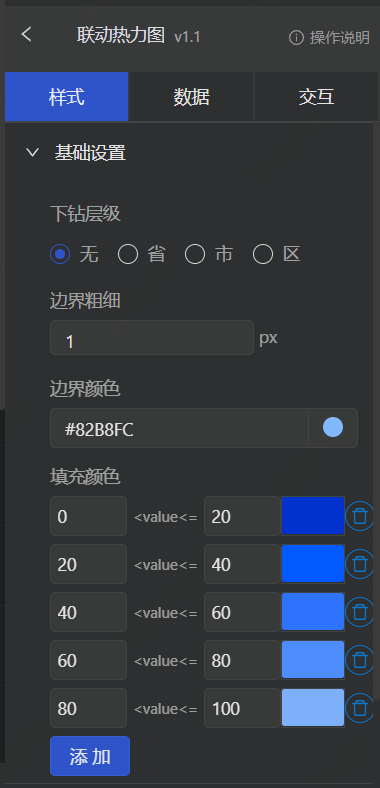 联动热力图 v1.1 操作说明
样式 数据 交互
基础设置
下钻层级
无 省 市 区
边界粗细
1 px
边界颜色
#82B8FC
填充颜色
0 <value<= 20
20 <value<= 40
40 <value<= 60
60 <value<= 80
80 <value<= 100
添加